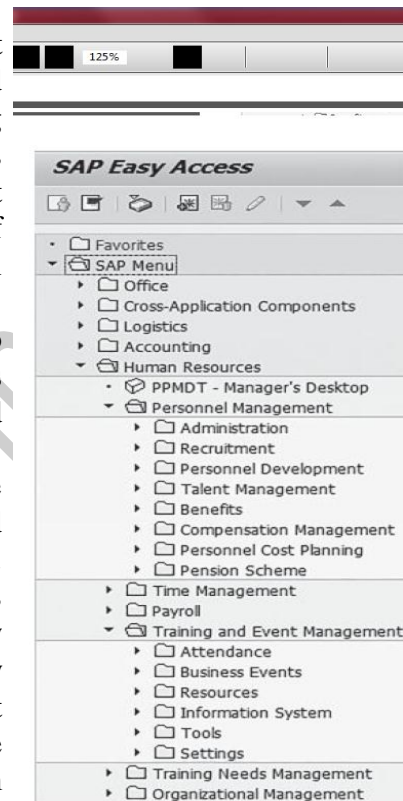 125%
SAP Easy Access
Favorites
SAP Menu
Office
Cross-Application Components
Logistics
Accounting
Human Resources
PPMDT - Manager's Desktop
Personnel Management
Administration
Recruitment
Personnel Development
Talent Management
Benefits
Compensation Management
Personnel Cost Planning
Pension Scheme
Time Management
Payroll
Training and Event Management
Attendance
Business Events
Resources
Information System
Tools
Settings
Training Needs Management
Organizational Management